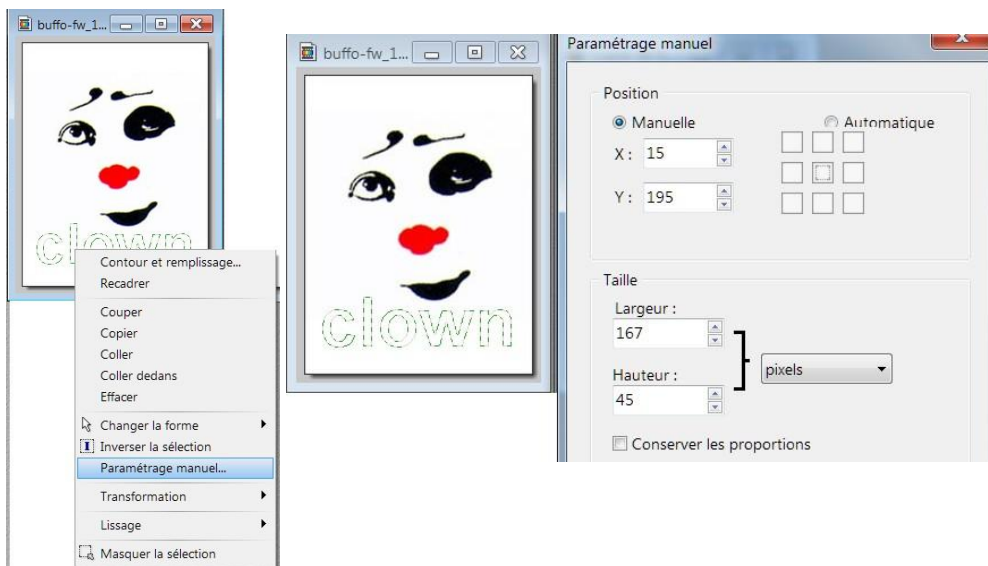 buffo-fw_1...
clown
Contour et remplissage...
Recadrer
Couper
Copier
Coller
Coller dedans
Effacer
Changer la forme
Inverser la sélection
Paramétrage manuel...
Transformation
Lissage
Masquer la sélection
buffo-fw_1...
clown
Paramétrage manuel
Position
Manuelle
Automatique
X : 15
Y : 195
Taille
Largeur :
167
pixels
Hauteur :
45
Conserver les proportions